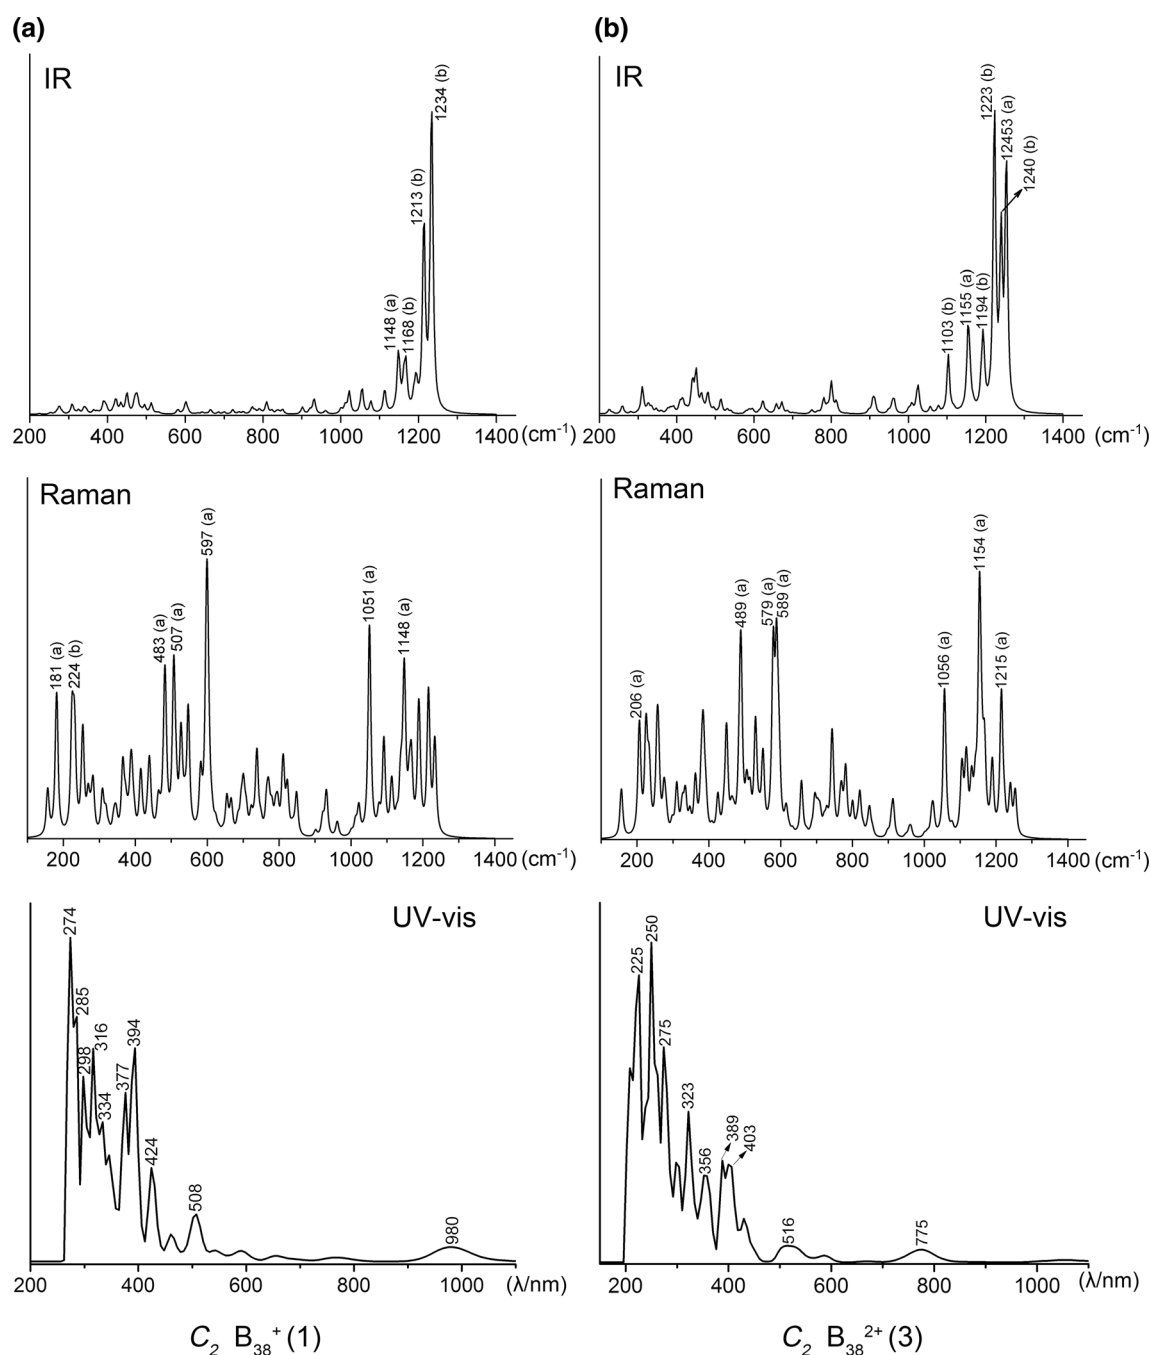 (a)
IR
1148 (a)
1168 (b)
1213 (b)
1234 (b)
200 400 600 800 1000 1200 1400 (cm⁻¹)
Raman
181 (a)
224 (b)
483 (a)
507 (a)
597 (a)
1051 (a)
1148 (a)
200 400 600 800 1000 1200 1400 (cm⁻¹)
UV-vis
274
285
298
316
334
377
394
424
508
980
200 400 600 800 1000 (λ/nm)
C₂ B₃₈⁺ (1)
(b)
IR
1103 (b)
1155 (a)
1194 (b)
1223 (b)
12453 (a)
1240 (b)
200 400 600 800 1000 1200 1400 (cm⁻¹)
Raman
206 (a)
489 (a)
579 (a)
589 (a)
1056 (a)
1154 (a)
1215 (a)
200 400 600 800 1000 1200 1400 (cm⁻¹)
UV-vis
225
250
275
323
356
389
403
516
775
200 400 600 800 1000 (λ/nm)
C₂ B₃₈²⁺ (3)